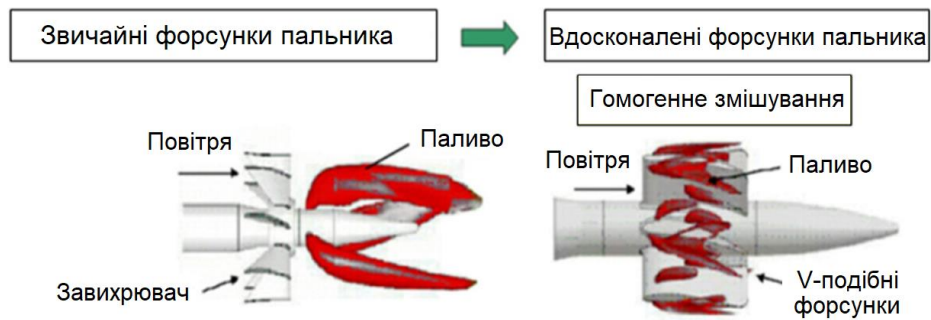 Звичайні форсунки пальника
Вдосконалені форсунки пальника
Гомогенне змішування
Повітря
Паливо
Завихрювач
Повітря
Паливо
V-подібні
форсунки